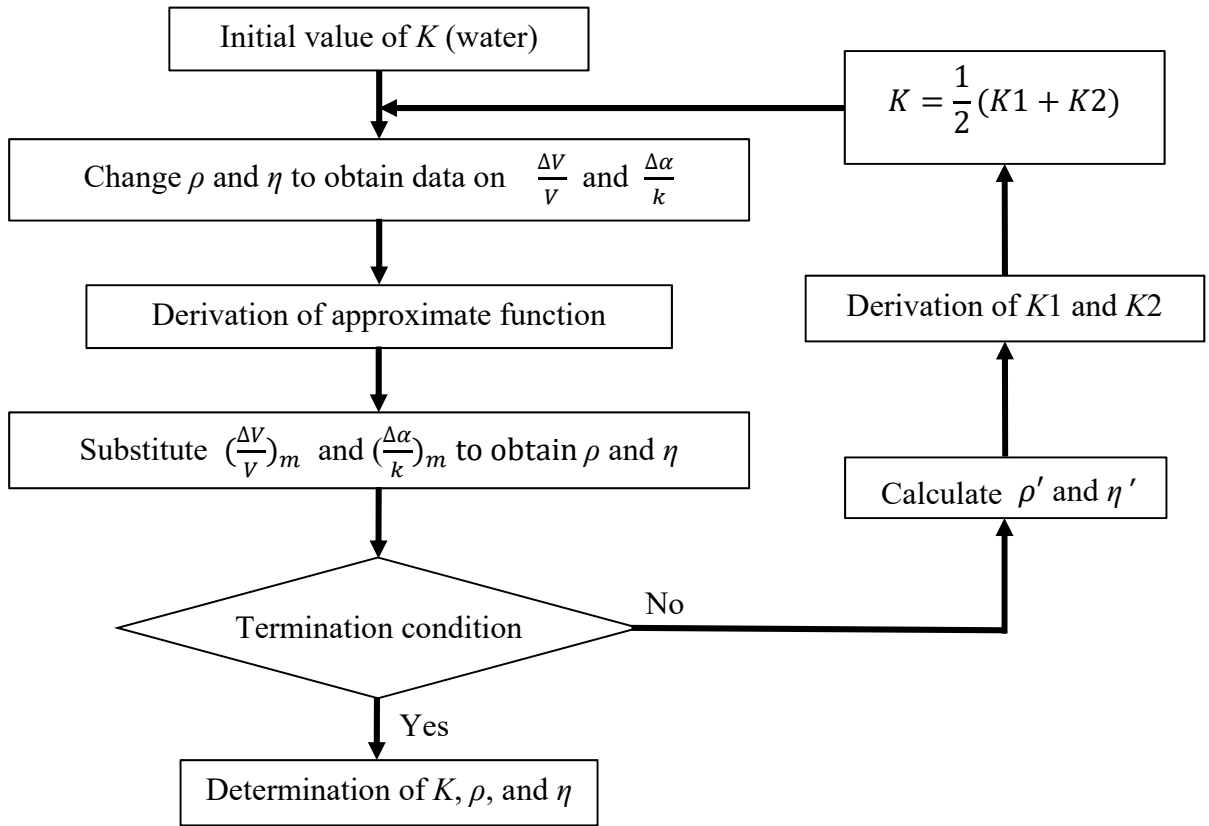 Initial value of K (water)
K = 1/2 (K1 + K2)
Change ρ and η to obtain data on ΔV/V and Δα/k
Derivation of approximate function
Derivation of K1 and K2
Substitute (ΔV/V)m and (Δα/k)m to obtain ρ and η
Calculate ρ′ and η ′
No
Termination condition
Yes
Determination of K, ρ, and η